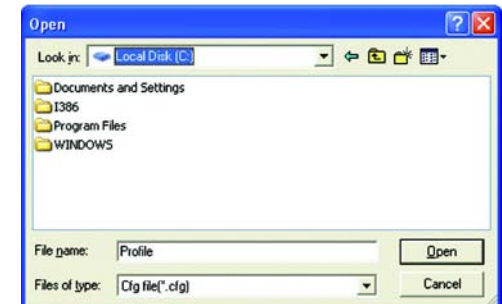 Open
Look in: Local Disk (C:)
Documents and Settings
I386
Program Files
WINDOWS
File name: Profile Open
Files of type: Cfg file(*.cfg) Cancel